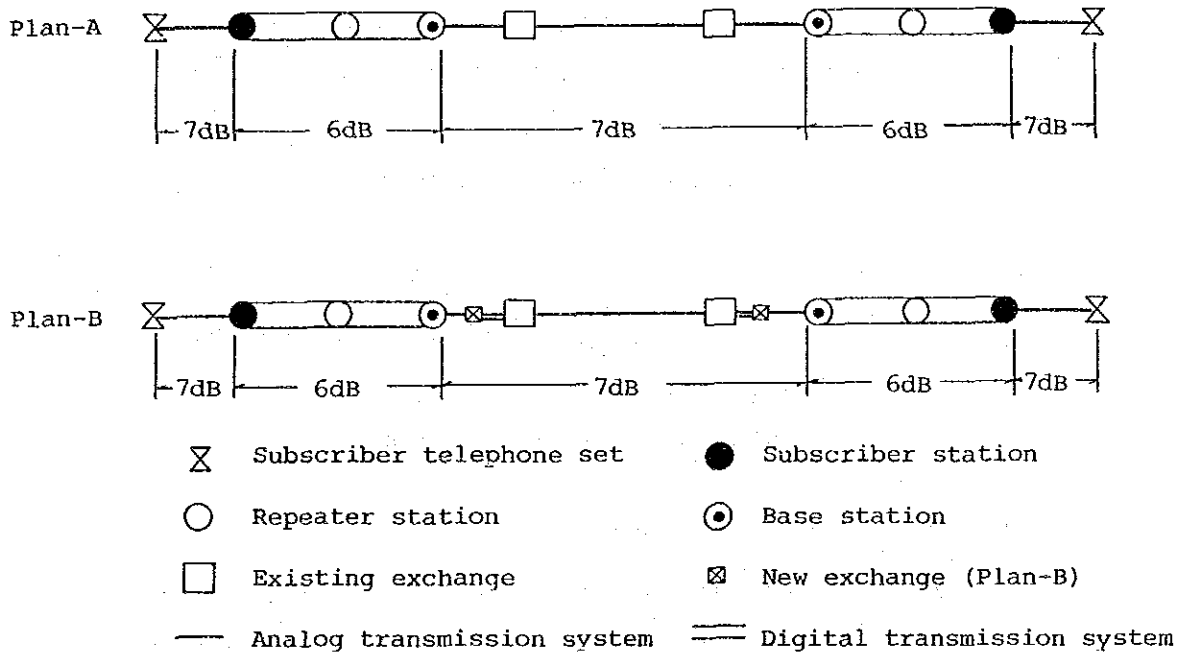 Plan-A
7dB 6dB 7dB 6dB 7dB
Plan-B
7dB 6dB 7dB 6dB 7dB
Subscriber telephone set
Subscriber station
Repeater station
Base station
Existing exchange
New exchange (Plan-B)
Analog transmission system
Digital transmission system